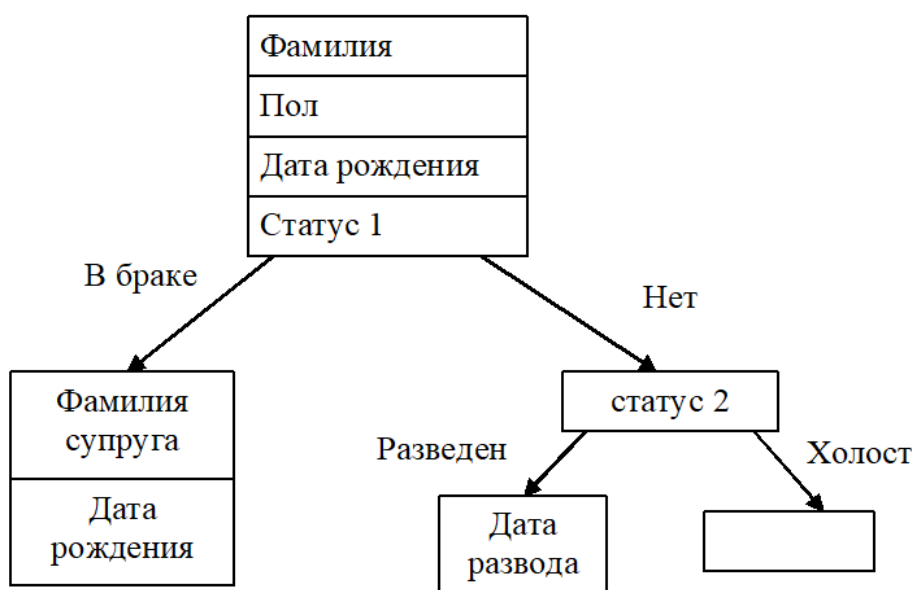 Фамилия
Пол
Дата рождения
Статус 1
В браке
Нет
Фамилия
супруга
статус 2
Разведен
Холост
Дата
рождения
Дата
развода